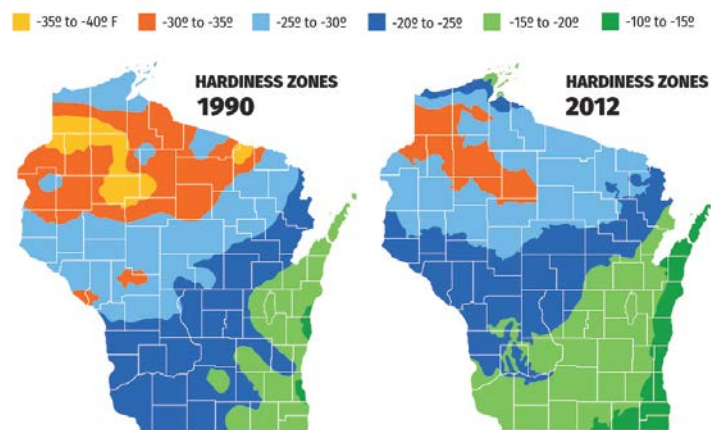 -35º to -40º F -30º to -35º -25º to -30º -20º to -25º -15º to -20º -10º to -15º
HARDINESS ZONES
1990
HARDINESS ZONES
2012